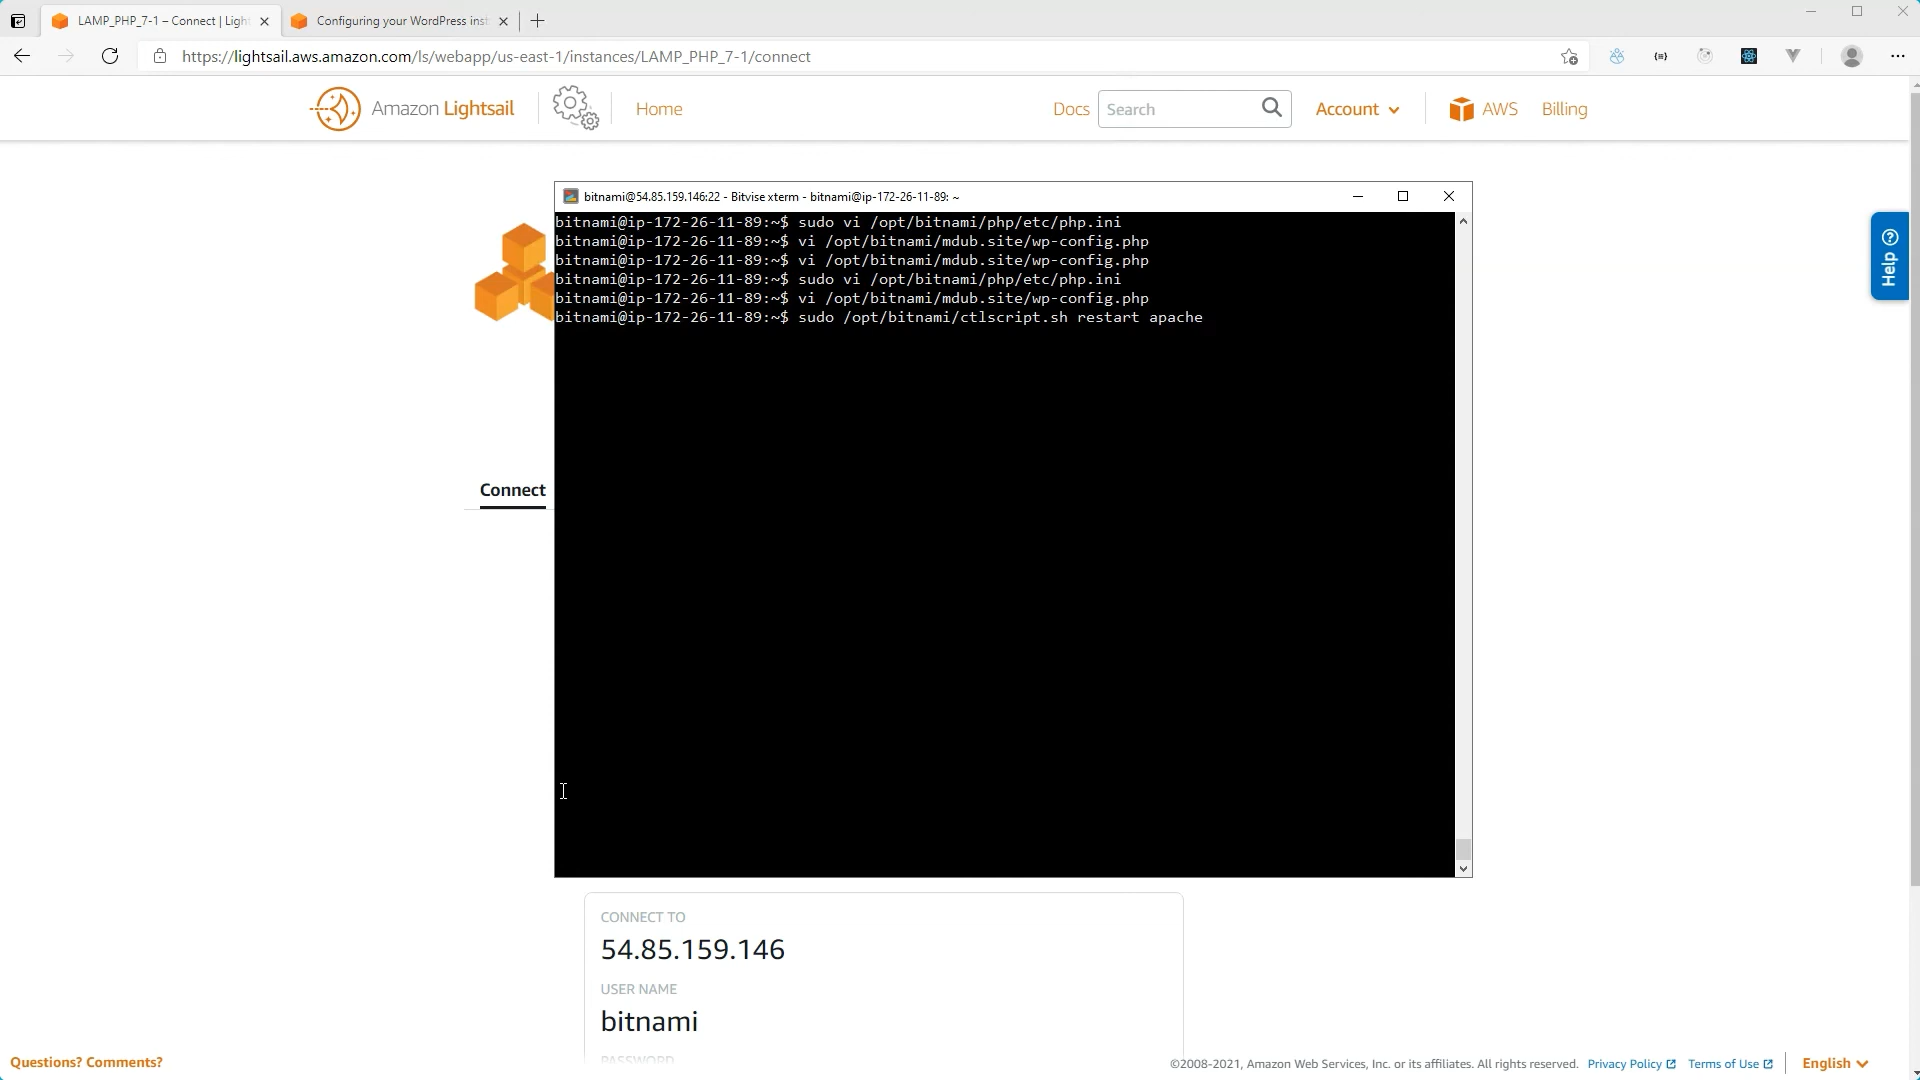 LAMP_PHP_7-1 – Connect | Ligh
Configuring your WordPress inst
https://lightsail.aws.amazon.com/ls/webapp/us-east-1/instances/LAMP_PHP_7-1/connect
Amazon Lightsail
Home
Docs
Search
Account
AWS
Billing
bitnami@54.85.159.146:22 - Bitvise xterm - bitnami@ip-172-26-11-89: ~
bitnami@ip-172-26-11-89:~$ sudo vi /opt/bitnami/php/etc/php.ini
bitnami@ip-172-26-11-89:~$ vi /opt/bitnami/mdub.site/wp-config.php
bitnami@ip-172-26-11-89:~$ vi /opt/bitnami/mdub.site/wp-config.php
bitnami@ip-172-26-11-89:~$ sudo vi /opt/bitnami/php/etc/php.ini
bitnami@ip-172-26-11-89:~$ vi /opt/bitnami/mdub.site/wp-config.php
bitnami@ip-172-26-11-89:~$ sudo /opt/bitnami/ctlscript.sh restart apache
Help
Connect
CONNECT TO
54.85.159.146
USER NAME
bitnami
PASSWORD
Questions? Comments?
©2008-2021, Amazon Web Services, Inc. or its affiliates. All rights reserved.
Privacy Policy
Terms of Use
English